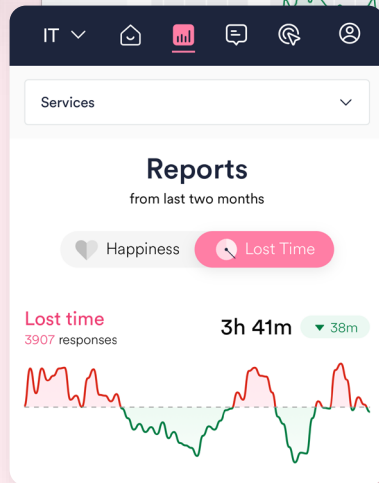 IT
Services
Reports
from last two months
Happiness
Lost Time
Lost time
3h 41m
38m
3907 responses